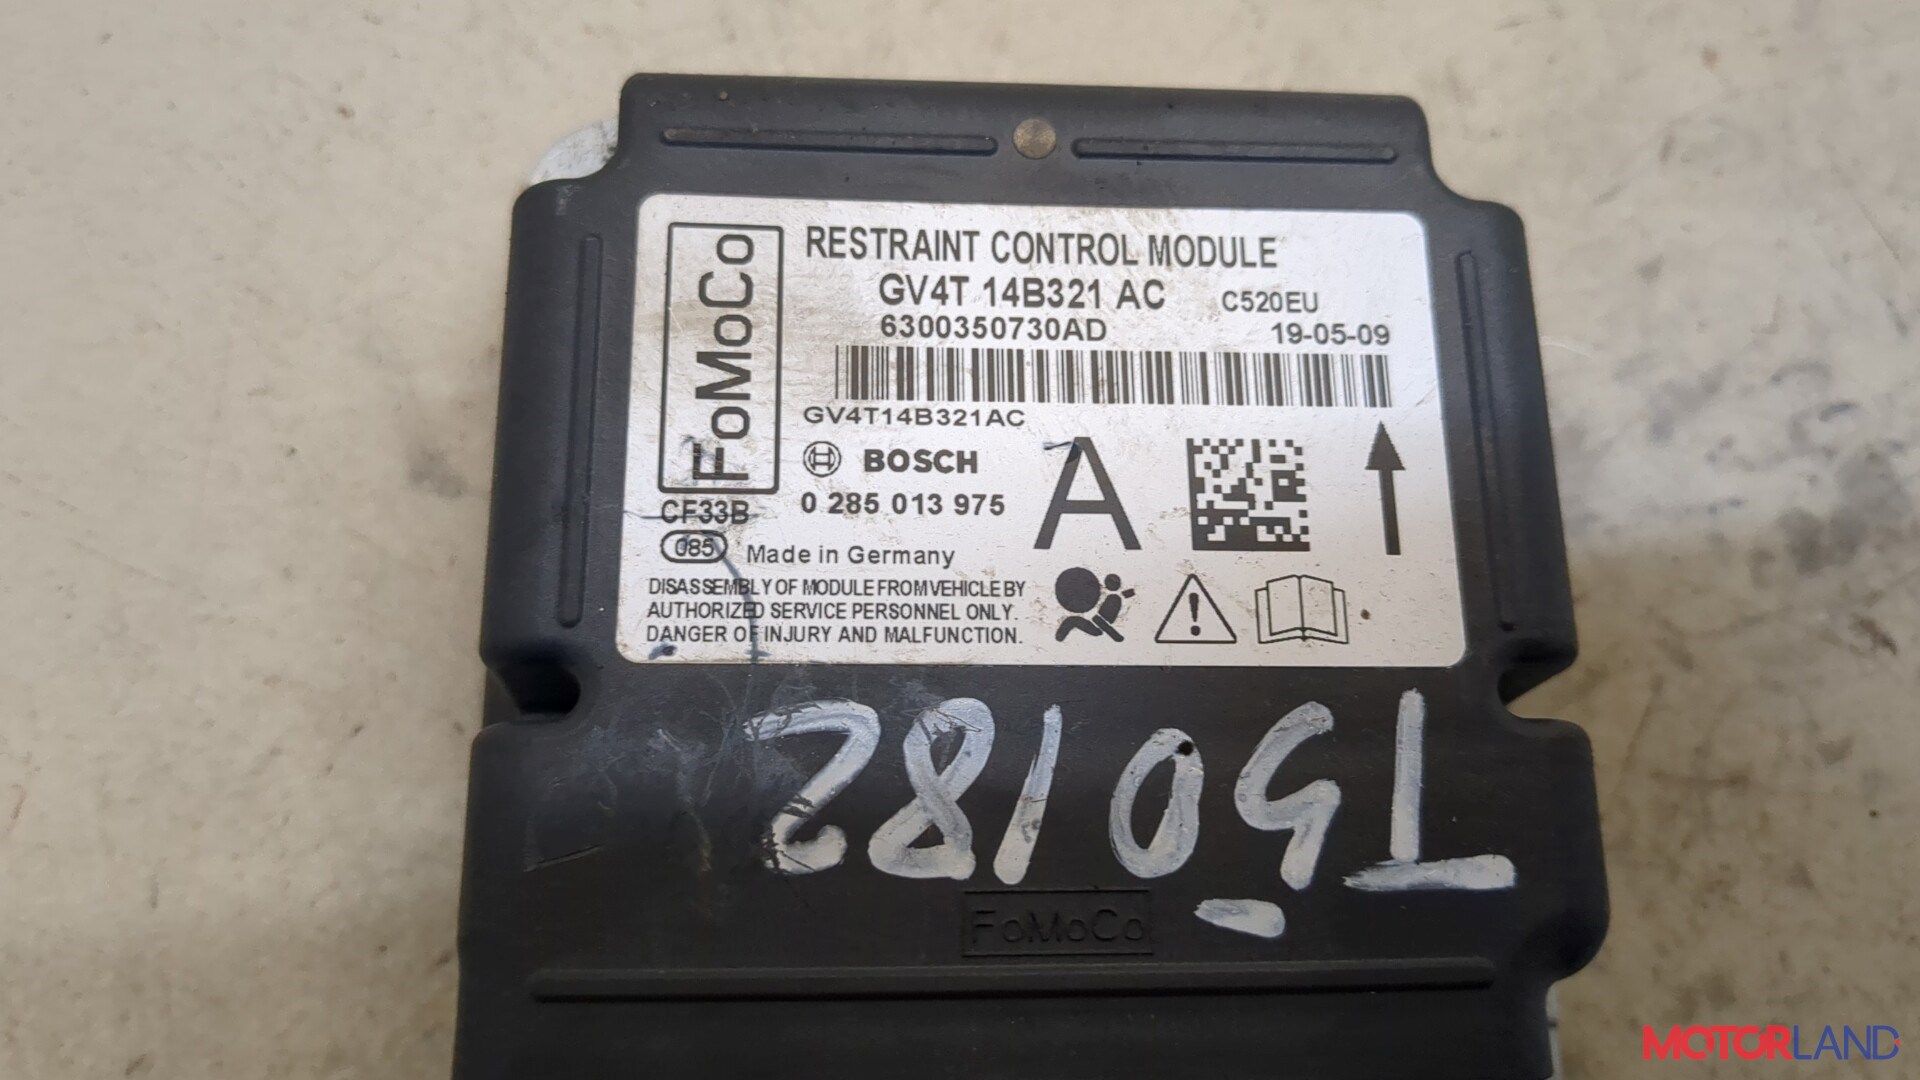 FoMoCo
RESTRAINT CONTROL MODULE
GV4T 14B321 AC C520EU
6300350730AD 19-05-09
GV4T14B321AC
BOSCH
0 285 013 975
A
CF33B
085
Made in Germany
DISASSEMBLY OF MODULE FROM VEHICLE BY
AUTHORIZED SERVICE PERSONNEL ONLY.
DANGER OF INJURY AND MALFUNCTION.
T50182
FoMoCo
MOTORLAND